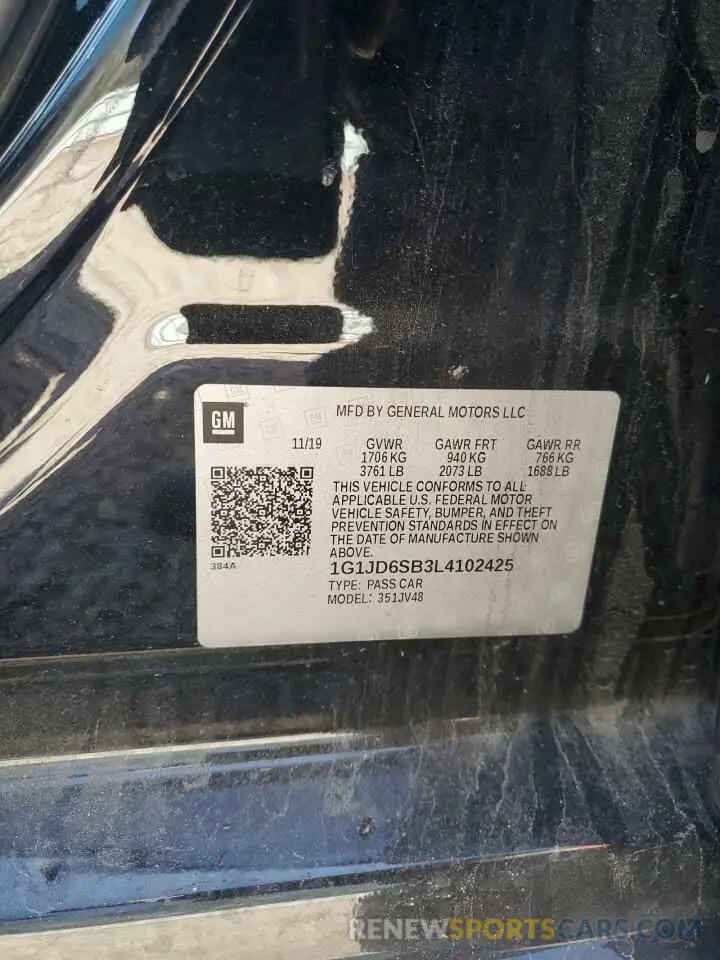 GM
MFD BY GENERAL MOTORS LLC
11/19 GVWR GAWR FRT GAWR RR
1706 KG 940 KG 766 KG
3761 LB 2073 LB 1688 LB
THIS VEHICLE CONFORMS TO ALL
APPLICABLE U.S. FEDERAL MOTOR
VEHICLE SAFETY, BUMPER, AND THEFT
PREVENTION STANDARDS IN EFFECT ON
THE DATE OF MANUFACTURE SHOWN
ABOVE.
384A
1G1JD6SB3L4102425
TYPE: PASS CAR
MODEL: 351JV48
RENEWSPORTSCARS.COM